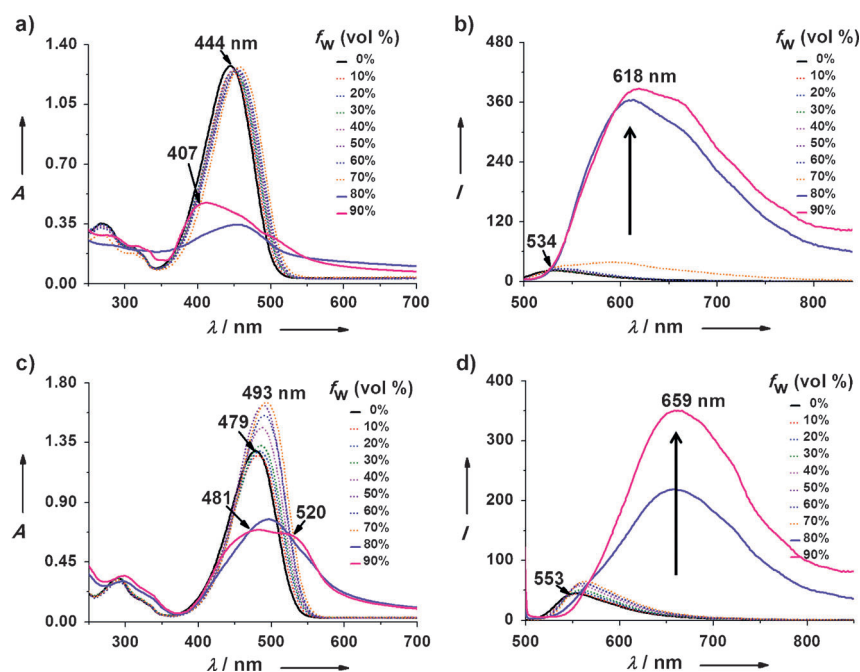 a)
444 nm
407
f_W (vol %)
0%
10%
20%
30%
40%
50%
60%
70%
80%
90%
1.40
1.05
0.70
0.35
0.00
300 400 500 600 700
A
λ / nm
b)
618 nm
534
f_W (vol %)
0%
10%
20%
30%
40%
50%
60%
70%
80%
90%
480
360
240
120
0
500 600 700 800
I
λ / nm
c)
493 nm
479
481
520
f_W (vol %)
0%
10%
20%
30%
40%
50%
60%
70%
80%
90%
1.80
1.35
0.90
0.45
0.00
300 400 500 600 700
A
λ / nm
d)
659 nm
553
f_W (vol %)
0%
10%
20%
30%
40%
50%
60%
70%
80%
90%
400
300
200
100
0
500 600 700 800
I
λ / nm